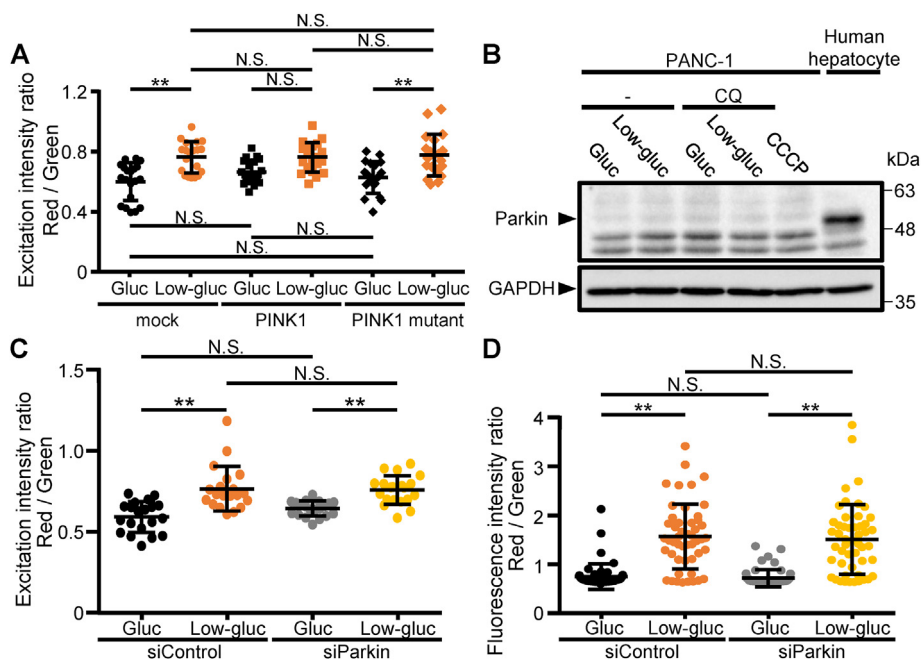 A
N.S.
N.S.
N.S.
N.S.
**
N.S.
**
1.2
0.8
0.4
0
Excitation intensity ratio
Red / Green
N.S.
N.S.
N.S.
Gluc Low-gluc Gluc Low-gluc Gluc Low-gluc
mock PINK1 PINK1 mutant
B
Human
PANC-1 hepatocyte
- CQ
Gluc Low-gluc Gluc Low-gluc CCCP
kDa
63
Parkin
48
GAPDH
35
C
N.S.
N.S.
** **
1.5
1.0
0.5
0
Excitation intensity ratio
Red / Green
Gluc Low-gluc Gluc Low-gluc
siControl siParkin
D
N.S.
N.S.
** **
4
3
2
1
0
Fluorescence intensity ratio
Red / Green
Gluc Low-gluc Gluc Low-gluc
siControl siParkin